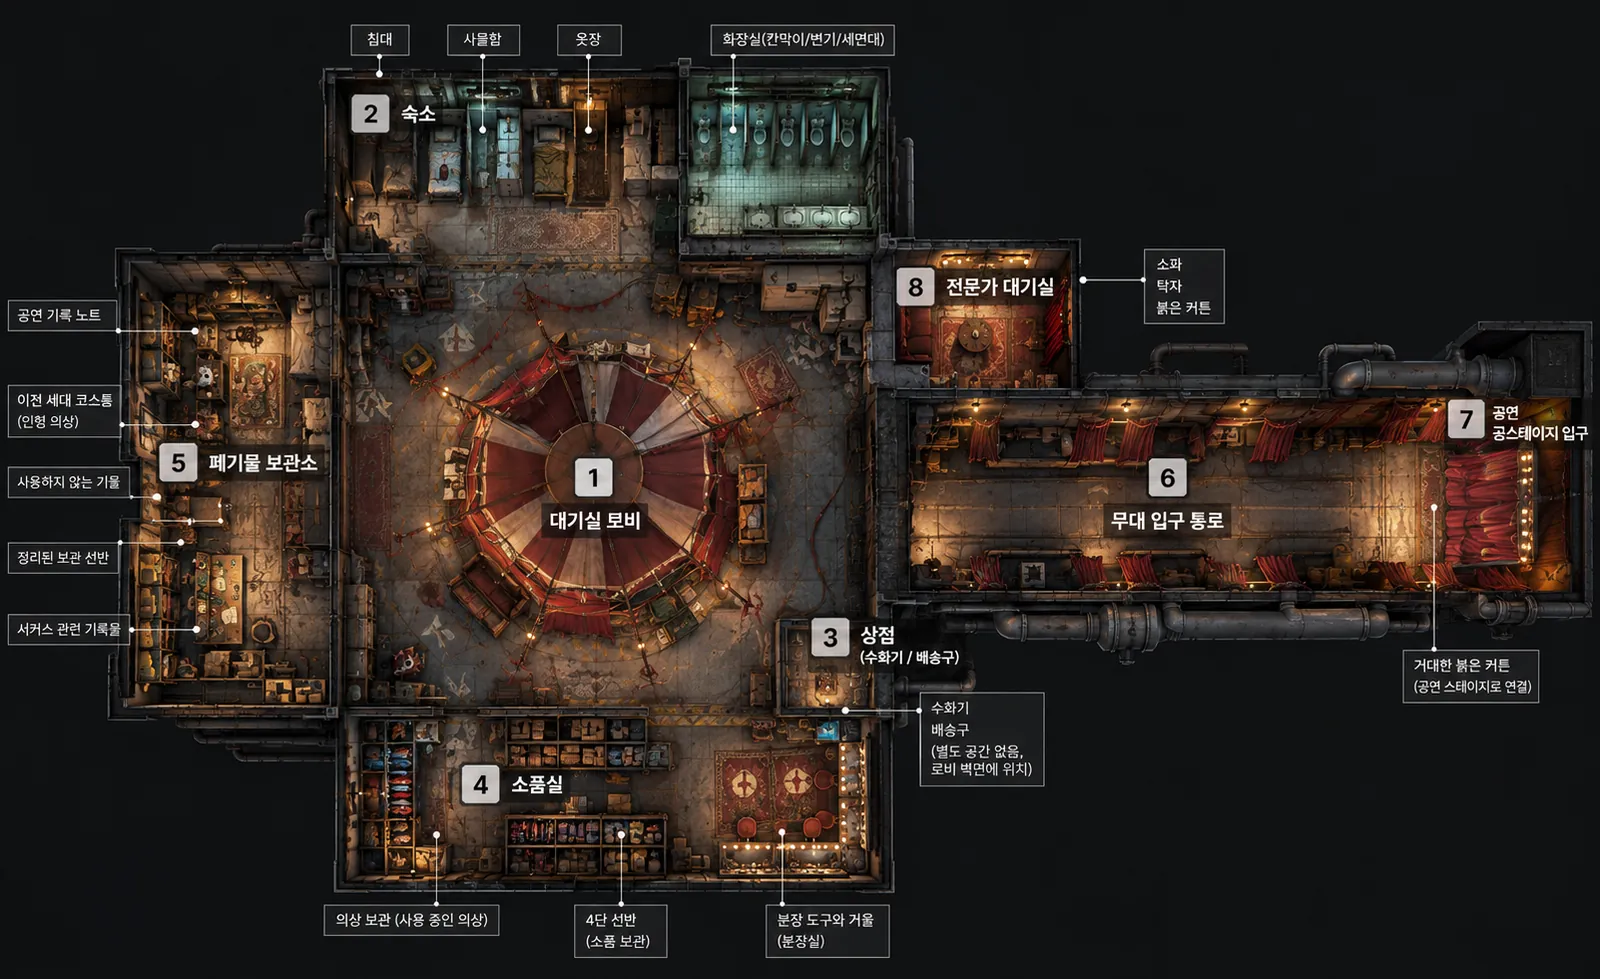 침대
사물함
옷장
화장실(칸막이/변기/세면대)
2 숙소
8 전문가 대기실
소화
탁자
붉은 커튼
공연 기록 노트
이전 세대 코스튬
(인형 의상)
5 폐기물 보관소
사용하지 않는 기물
정리된 보관 선반
서커스 관련 기록물
1
대기실 로비
6
무대 입구 통로
7 공연
공스테이지 입구
3 상점
(수화기 / 배송구)
거대한 붉은 커튼
(공연 스테이지로 연결)
수화기
배송구
(별도 공간 없음,
로비 벽면에 위치)
4 소품실
의상 보관 (사용 중인 의상)
4단 선반
(소품 보관)
분장 도구와 거울
(분장실)